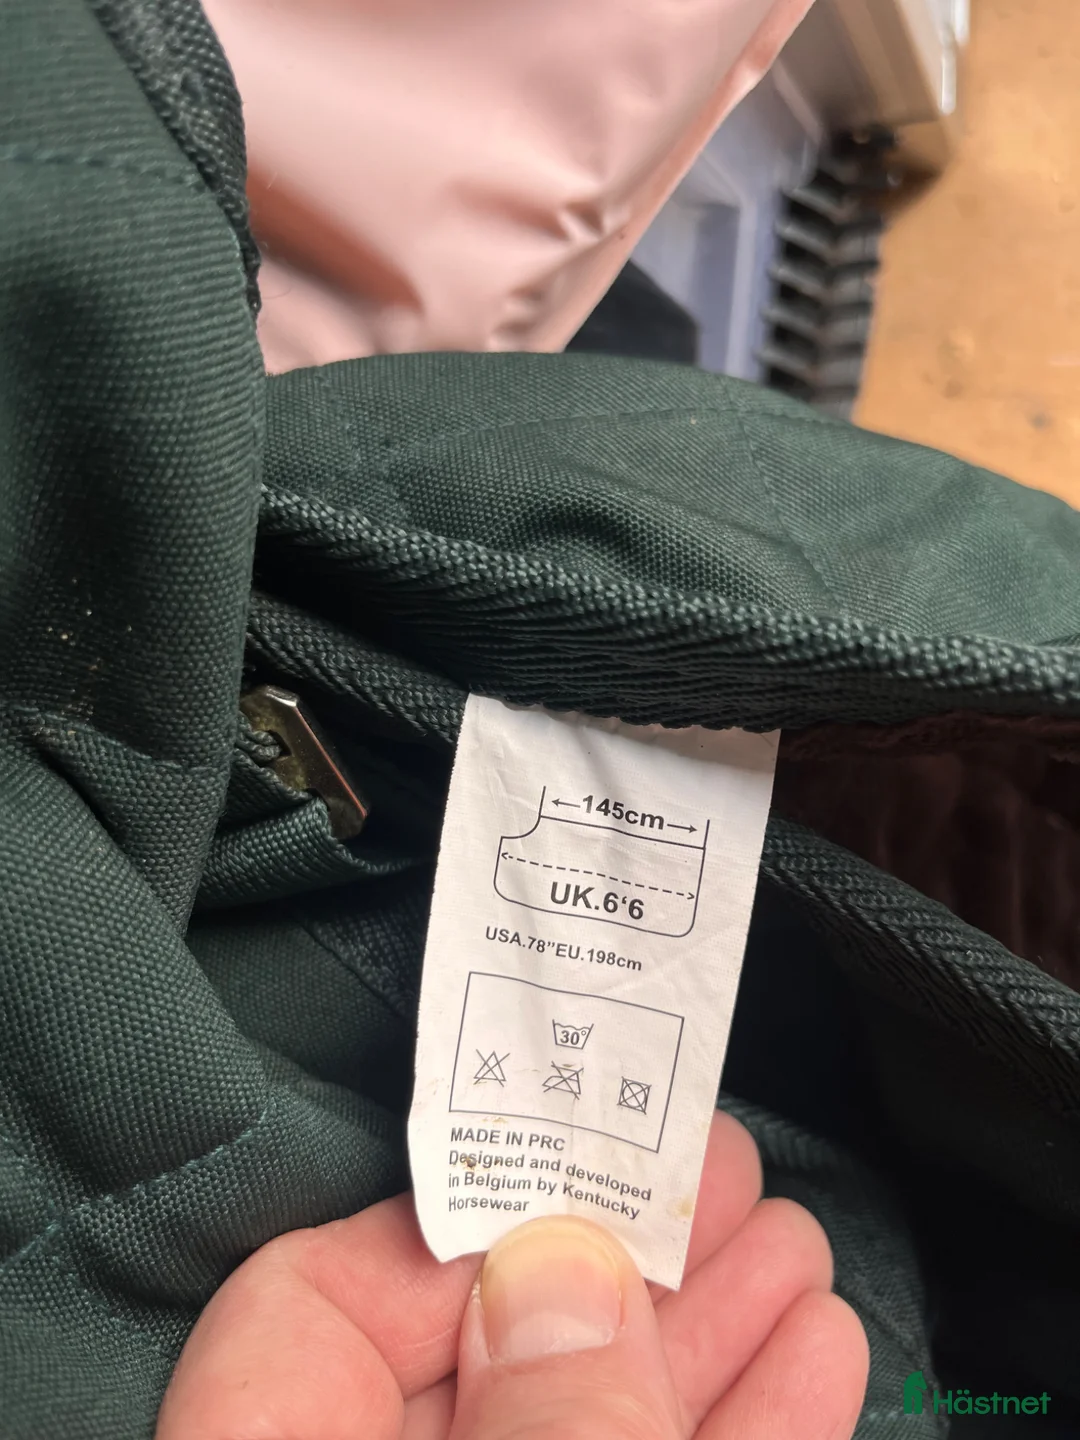 145cm
UK.6‘6
USA.78”EU.198cm
30°
MADE IN PRC
Designed and developed
in Belgium by Kentucky
Horsewear
Hästnet